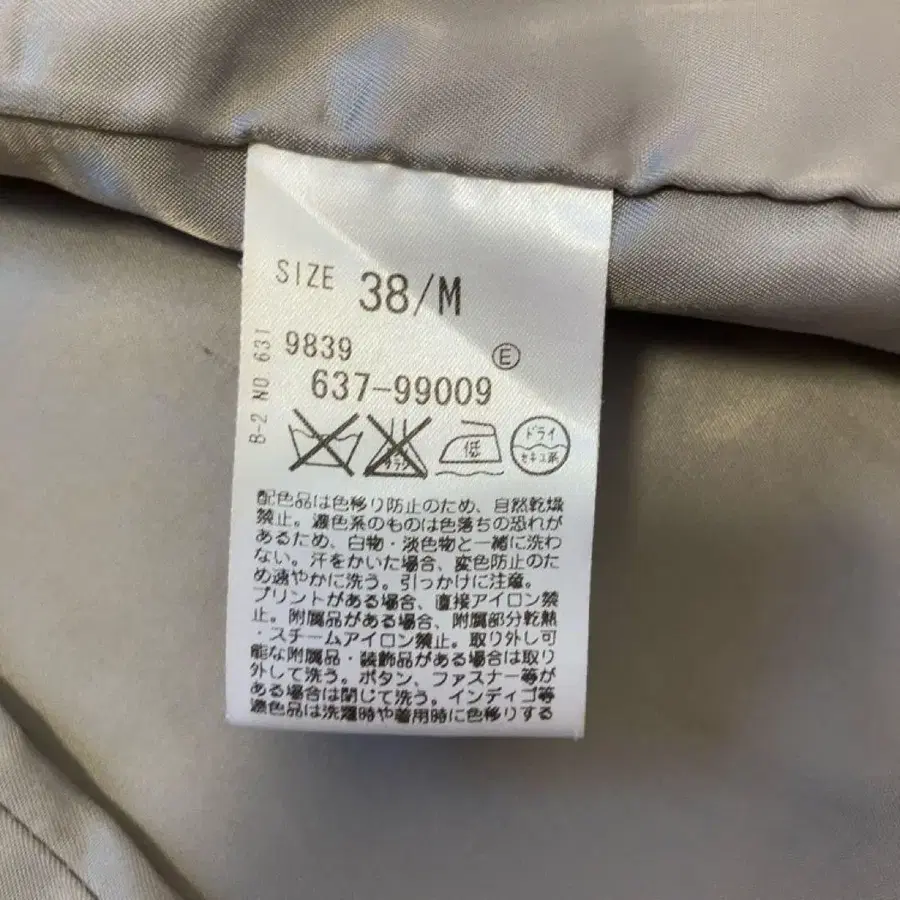 SIZE 38/M
B-2 NO. 631
9839 Ⓔ
637-99009
サラシ
低
ドライ
セキユ系
配色品は色移り防止のため、自然乾燥
禁止。濃色系のものは色落ちの恐れが
あるため、白物・淡色物と一緒に洗わ
ない。汗をかいた場合、変色防止のた
め速やかに洗う。引っかけに注意。
プリントがある場合、直接アイロン禁
止。附属品がある場合、附属部分乾熱
・スチームアイロン禁止。取り外し可
能な附属品・装飾品がある場合は取り
外して洗う。ボタン、ファスナー等が
ある場合は閉じて洗う。インディゴ等
濃色品は洗濯時や着用時に色移りする